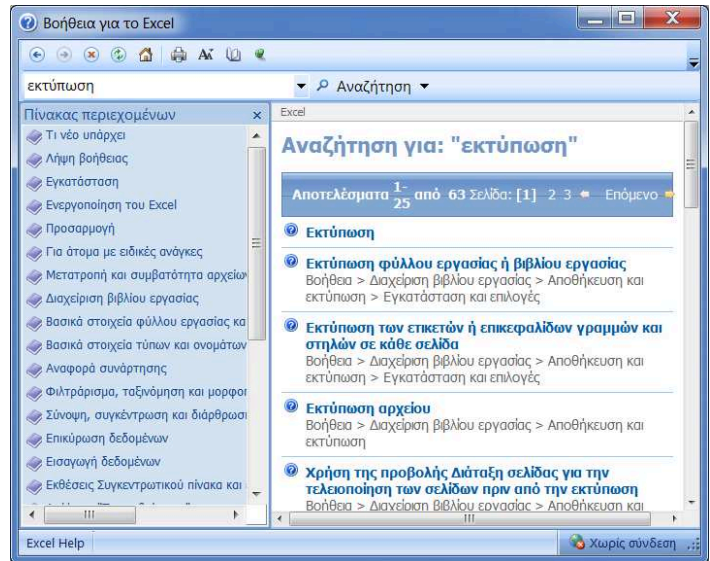 Βοήθεια για το Excel
εκτύπωση
Αναζήτηση
Πίνακας περιεχομένων
Τι νέο υπάρχει
Λήψη βοήθειας
Εγκατάσταση
Ενεργοποίηση του Excel
Προσαρμογή
Για άτομα με ειδικές ανάγκες
Μετατροπή και συμβατότητα αρχείων
Διαχείριση βιβλίου εργασίας
Βασικά στοιχεία φύλλου εργασίας κα
Βασικά στοιχεία τύπων και ονομάτων
Αναφορά συνάρτησης
Φιλτράρισμα, ταξινόμηση και μορφοπ
Σύνοψη, συγκέντρωση και διάρθρωσ
Επικύρωση δεδομένων
Εισαγωγή δεδομένων
Εκθέσεις Συγκεντρωτικού πίνακα και
Excel
Αναζήτηση για: "εκτύπωση"
Αποτελέσματα 1-25 από 63 Σελίδα: [1] 2 3 Επόμενο
Εκτύπωση
Εκτύπωση φύλλου εργασίας ή βιβλίου εργασίας
Βοήθεια > Διαχείριση βιβλίου εργασίας > Αποθήκευση και
εκτύπωση > Εγκατάσταση και επιλογές
Εκτύπωση των ετικετών ή επικεφαλίδων γραμμών και
στηλών σε κάθε σελίδα
Βοήθεια > Διαχείριση βιβλίου εργασίας > Αποθήκευση και
εκτύπωση > Εγκατάσταση και επιλογές
Εκτύπωση αρχείου
Βοήθεια > Διαχείριση βιβλίου εργασίας > Αποθήκευση και
εκτύπωση
Χρήση της προβολής Διάταξη σελίδας για την
τελειοποίηση των σελίδων πριν από την εκτύπωση
Βοήθεια > Διαχείριση βιβλίου εργασίας > Αποθήκευση και
Excel Help
Χωρίς σύνδεση